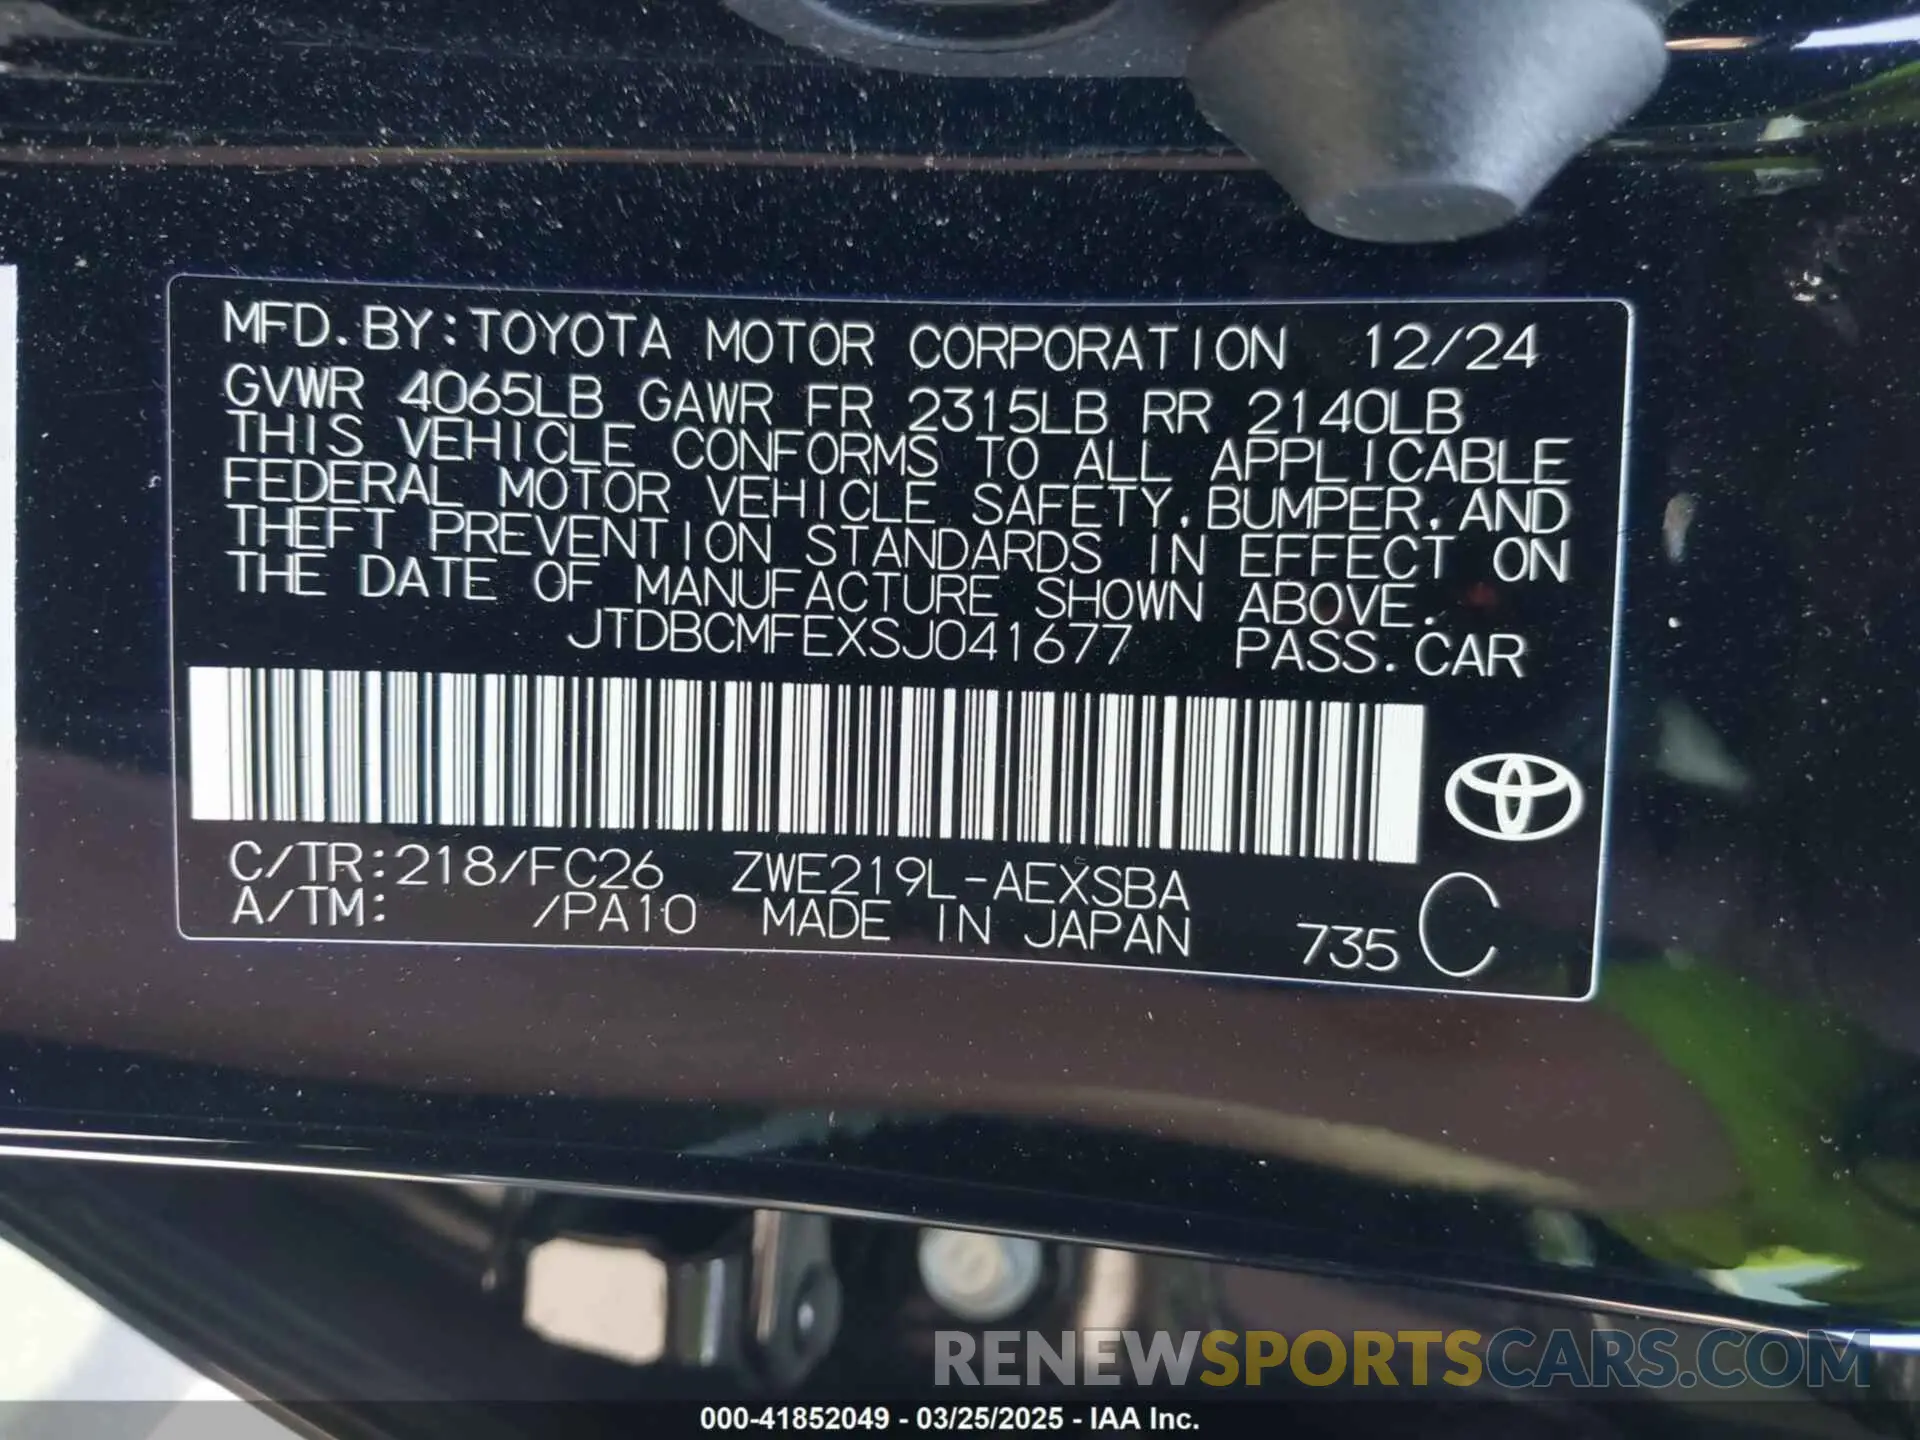 MFD. BY:TOYOTA MOTOR CORPORATION 12/24
GVWR 4065LB GAWR FR 2315LB RR 2140LB
THIS VEHICLE CONFORMS TO ALL APPLICABLE
FEDERAL MOTOR VEHICLE SAFETY, BUMPER, AND
THEFT PREVENTION STANDARDS IN EFFECT ON
THE DATE OF MANUFACTURE SHOWN ABOVE.
JTDBCMFEXSJ041677 PASS. CAR
C/TR:218/FC26 ZWE219L-AEXSBA
A/TM: /PA10 MADE IN JAPAN 735 C
RENEWSPORTSCARS.COM
000-41852049 - 03/25/2025 - IAA Inc.